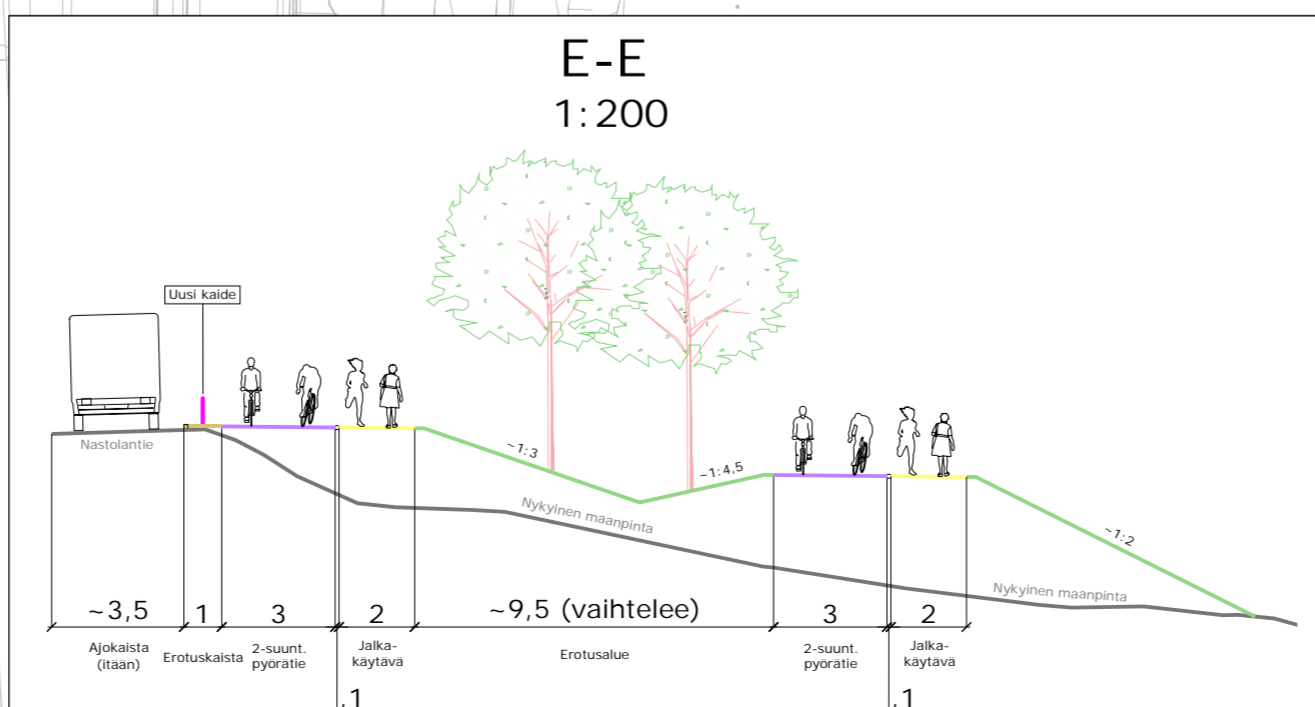 E-E
1:200
Uusi kaide
Nastolantie
~1:3
~1:4,5
Nykyinen maanpinta
~1:2
Nykyinen maanpinta
~3,5
1
3
2
~9,5 (vaihtelee)
3
2
Ajokaista
(itään)
Erotuskaista
2-suunt.
pyörätie
Jalka-
käytävä
Erotusalue
2-suunt.
pyörätie
Jalka-
käytävä
,1
,1